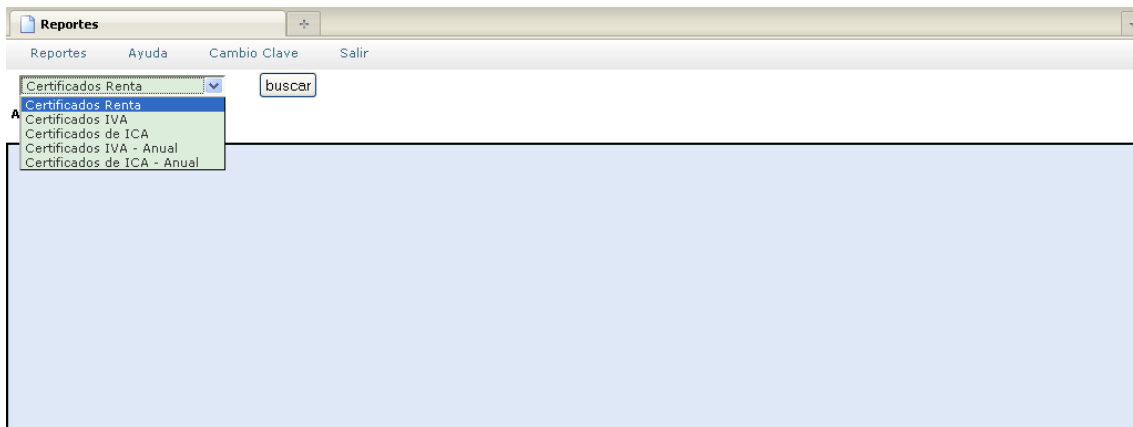 Reportes
Reportes Ayuda Cambio Clave Salir
Certificados Renta buscar
Certificados Renta
Certificados IVA
Certificados de ICA
Certificados IVA - Anual
Certificados de ICA - Anual